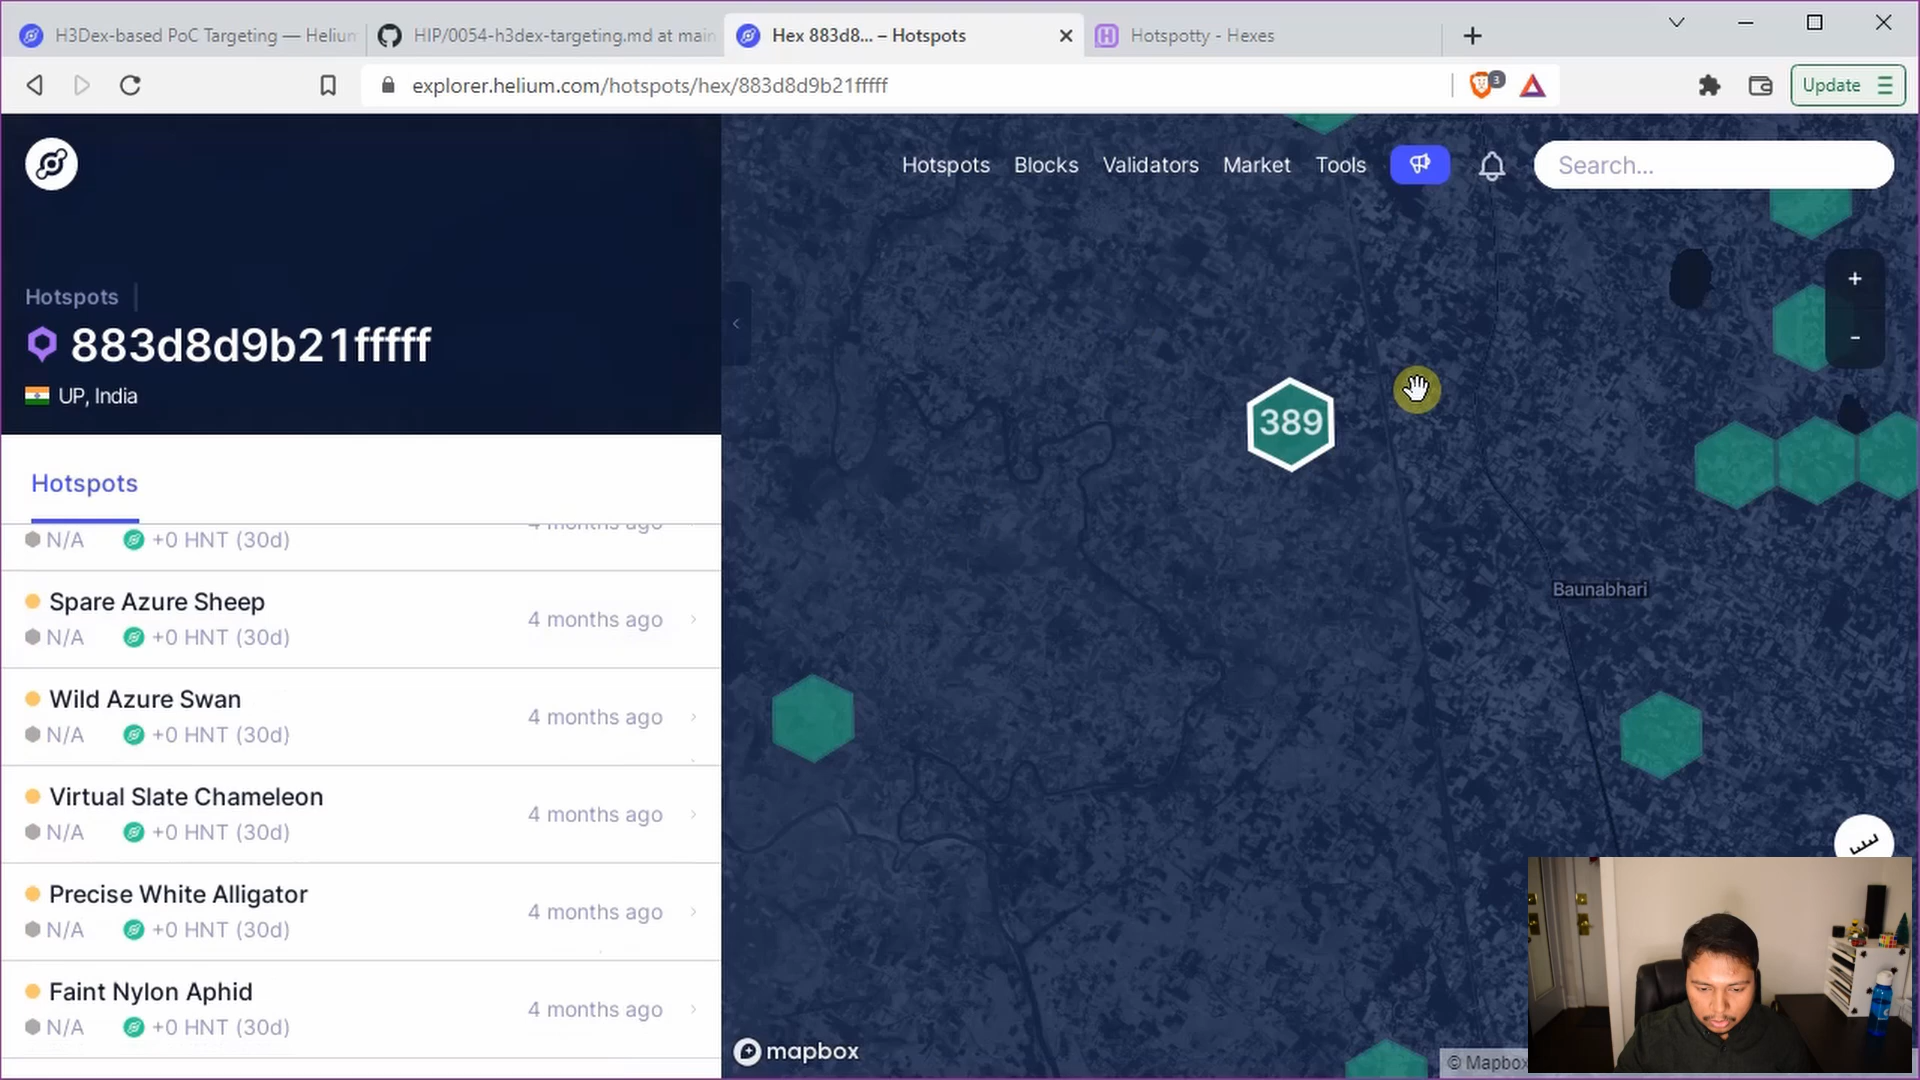 H3Dex-based PoC Targeting — Helium
HIP/0054-h3dex-targeting.md at main
Hex 883d8... – Hotspots
Hotspotty - Hexes
explorer.helium.com/hotspots/hex/883d8d9b21fffff
3
Update
Hotspots
Blocks
Validators
Market
Tools
Search...
Hotspots
883d8d9b21fffff
UP, India
Hotspots
4 months ago
N/A
+0 HNT (30d)
Spare Azure Sheep
4 months ago
N/A
+0 HNT (30d)
Wild Azure Swan
4 months ago
N/A
+0 HNT (30d)
Virtual Slate Chameleon
4 months ago
N/A
+0 HNT (30d)
Precise White Alligator
4 months ago
N/A
+0 HNT (30d)
Faint Nylon Aphid
4 months ago
N/A
+0 HNT (30d)
389
+
-
Baunabhari
mapbox
© Mapbox